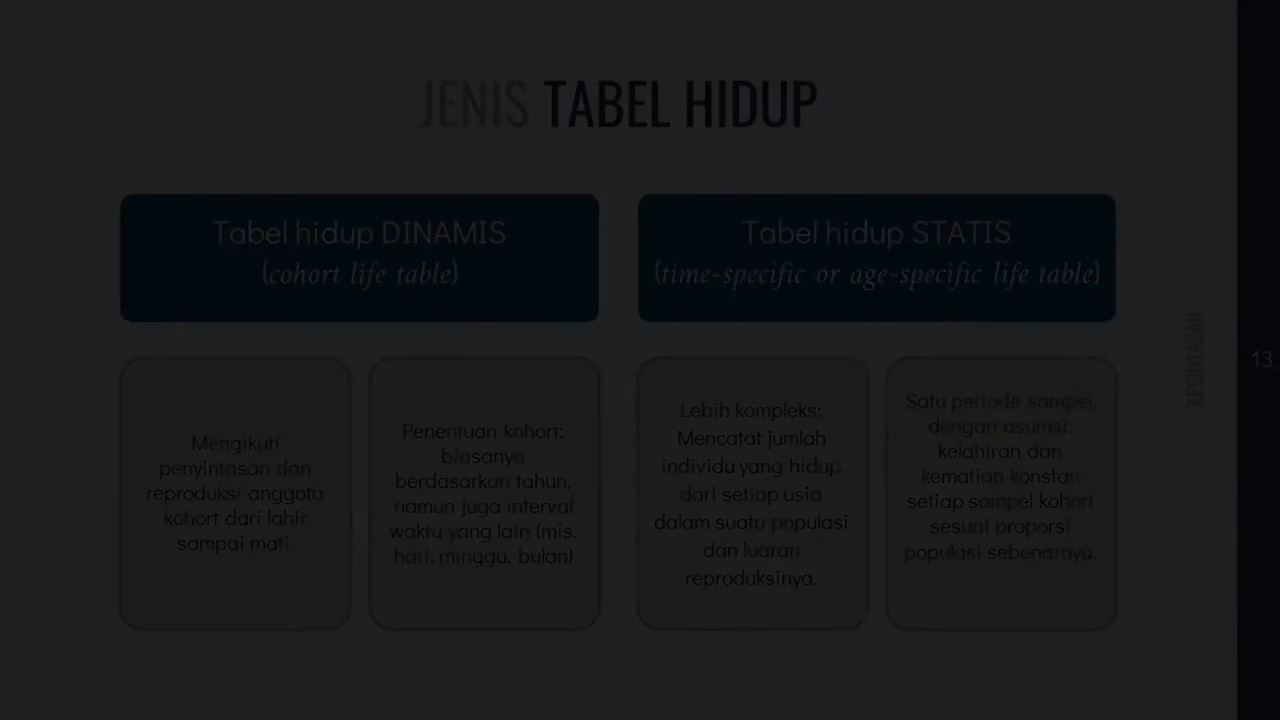 JENIS TABEL HIDUP
Tabel hidup DINAMIS
(cohort life table)
Tabel hidup STATIS
(time-specific or age-specific life table)
Mengikuti
penyintasan dan
reproduksi anggota
kohort dari lahir
sampai mati
Penentuan kohort:
biasanya
berdasarkan tahun,
namun juga interval
waktu yang lain (mis.
hari, minggu, bulan)
Lebih kompleks:
Mencatat jumlah
individu yang hidup
dari setiap usia
dalam suatu populasi
dan luaran
reproduksinya.
Satu periode sampel,
dengan asumsi:
kelahiran dan
kematian konstan
setiap sampel kohort
sesuai proporsi
populasi sebenarnya.
KESINTASAN
13